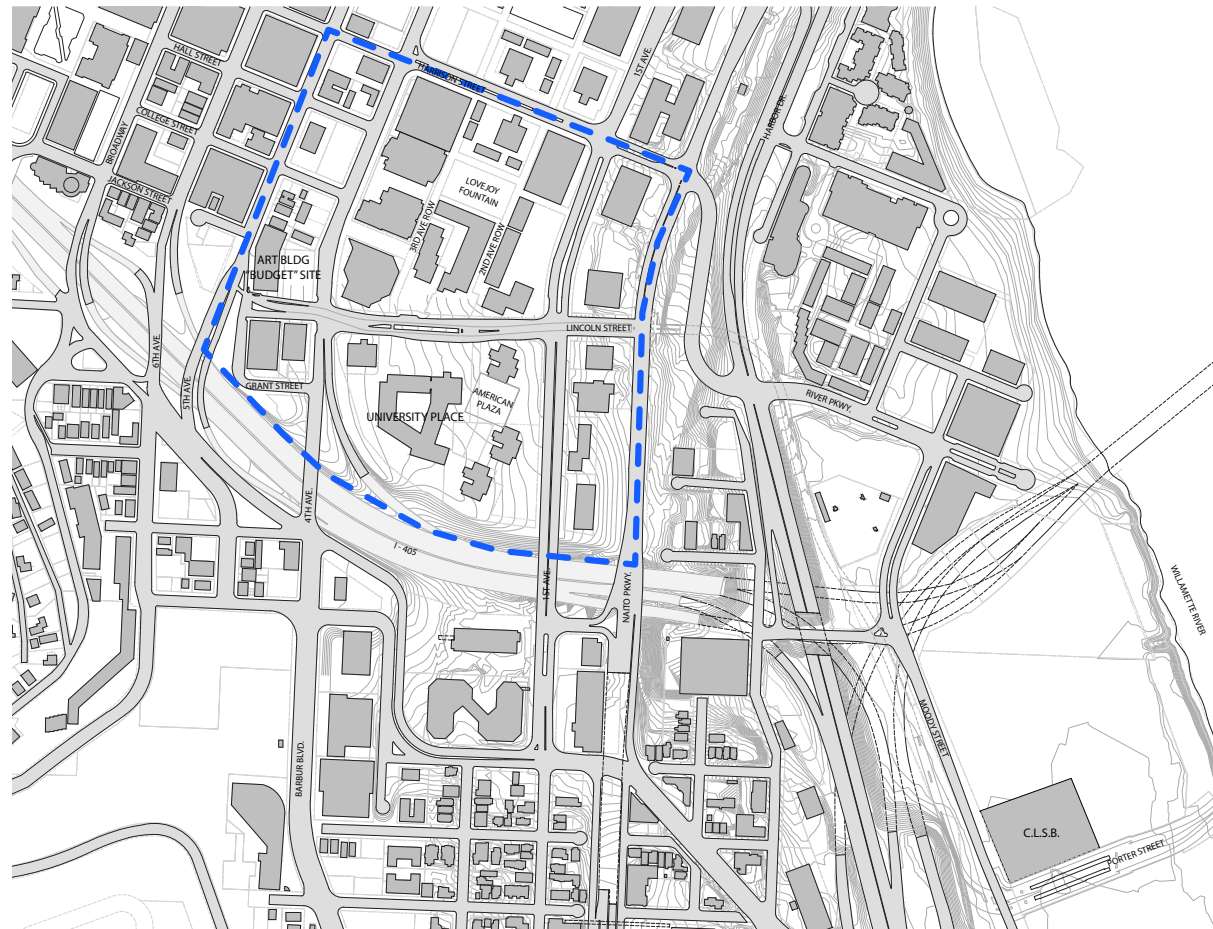 HALL STREET
1ST AVE.
HARRISON STREET
HARBOR DR.
COLLEGE STREET
BROADWAY
JACKSON STREET
LOVEJOY
FOUNTAIN
3RD AVE ROW
2ND AVE ROW
ART BLDG
"BUDGET" SITE
LINCOLN STREET
6TH AVE.
5TH AVE.
GRANT STREET
AMERICAN
PLAZA
UNIVERSITY PLACE
RIVER PKWY.
4TH AVE.
I - 405
1ST AVE.
NAITO PKWY.
WILLAMETTE RIVER
MOODY STREET
BARBUR BLVD.
C.L.S.B.
PORTER STREET